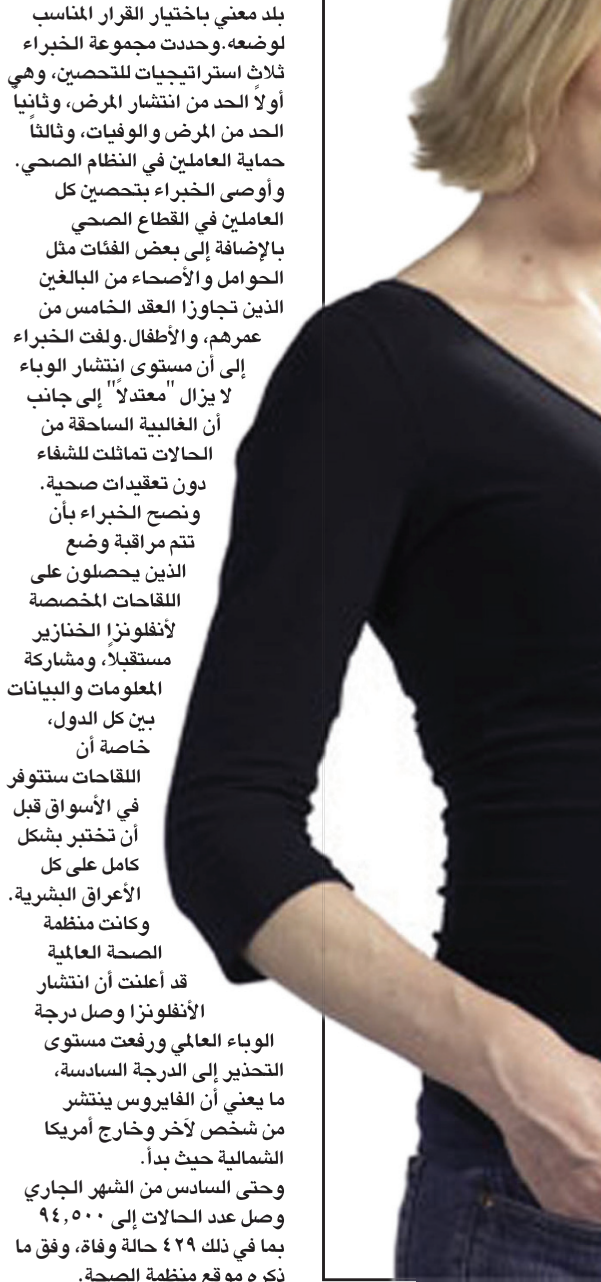 بلد معني باختيار القرار المناسب
لوضعه.وحددت مجموعة الخبراء
ثلاث استراتيجيات للتحصين، وهي
أولاً الحد من انتشار المرض، وثانياً
الحد من المرض والوفيات، وثالثاً
حماية العاملين في النظام الصحي.
وأوصى الخبراء بتحصين كل
العاملين في القطاع الصحي
بالإضافة إلى بعض الفئات مثل
الحوامل والأصحاء من البالغين
الذين تجاوزا العقد الخامس من
عمرهم، والأطفال.ولفت الخبراء
إلى أن مستوى انتشار الوباء
لا يزال "معتدلاً" إلى جانب
أن الغالبية الساحقة من
الحالات تماثلت للشفاء
دون تعقيدات صحية.
ونصح الخبراء بأن
تتم مراقبة وضع
الذين يحصلون على
اللقاحات المخصصة
لأنفلونزا الخنازير
مستقبلاً، ومشاركة
المعلومات والبيانات
بين كل الدول،
خاصة أن
اللقاحات ستتوفر
في الأسواق قبل
أن تختبر بشكل
كامل على كل
الأعراق البشرية.
وكانت منظمة
الصحة العالمية
قد أعلنت أن انتشار
الأنفلونزا وصل درجة
الوباء العالمي ورفعت مستوى
التحذير إلى الدرجة السادسة،
ما يعني أن الفايروس ينتشر
من شخص لآخر وخارج أمريكا
الشمالية حيث بدأ.
وحتى السادس من الشهر الجاري
وصل عدد الحالات إلى ٩٤,٥٠٠
بما في ذلك ٤٢٩ حالة وفاة، وفق ما
ذكره موقع منظمة الصحة.